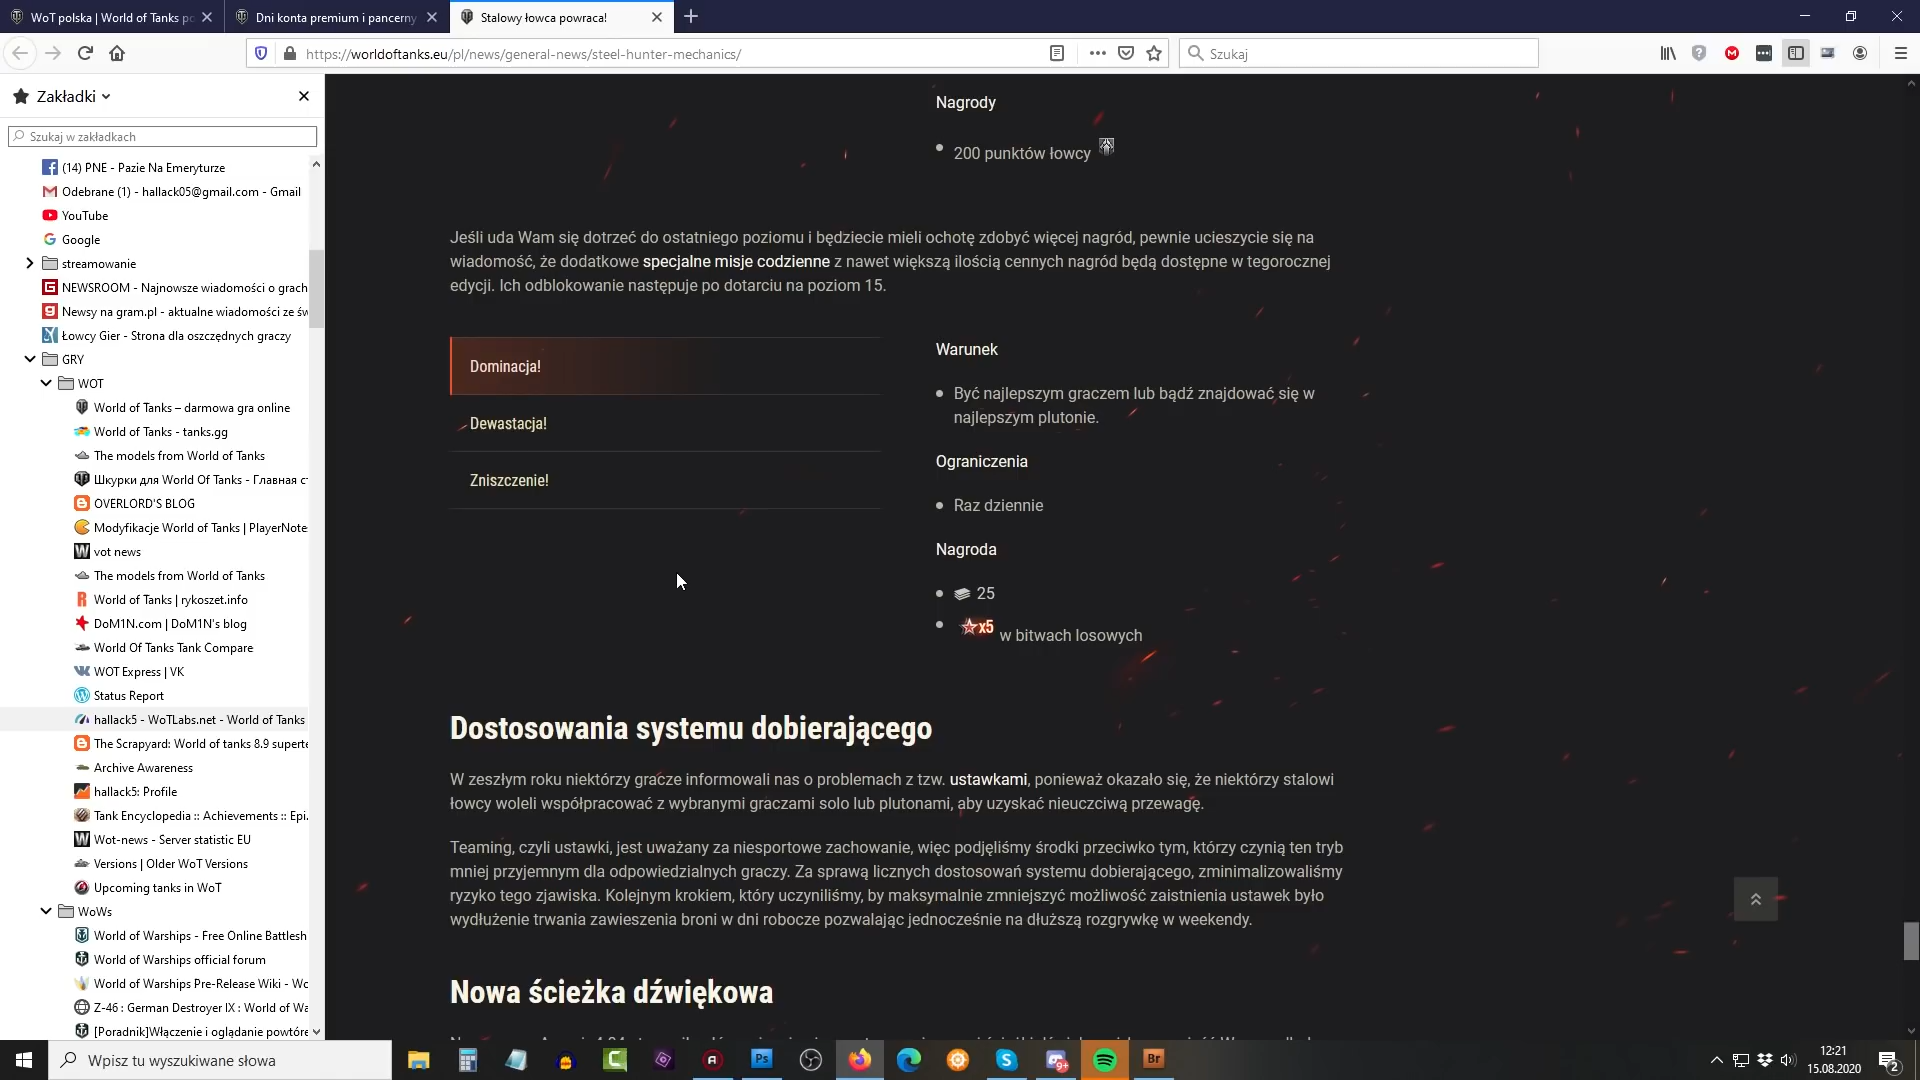 WoT polska | World of Tanks po
Dni konta premium i pancerny
Stalowy łowca powraca!
https://worldoftanks.eu/pl/news/general-news/steel-hunter-mechanics/
Szukaj
Zakładki
Szukaj w zakładkach
(14) PNE - Pazie Na Emeryturze
Odebrane (1) - hallack05@gmail.com - Gmail
YouTube
Google
streamowanie
NEWSROOM - Najnowsze wiadomości o grach
Newsy na gram.pl - aktualne wiadomości ze św
Łowcy Gier - Strona dla oszczędnych graczy
GRY
WOT
World of Tanks – darmowa gra online
World of Tanks - tanks.gg
The models from World of Tanks
Шкурки для World Of Tanks - Главная ст
OVERLORD'S BLOG
Modyfikacje World of Tanks | PlayerNote
vot news
The models from World of Tanks
World of Tanks | rykoszet.info
DoM1N.com | DoM1N's blog
World Of Tanks Tank Compare
WOT Express | VK
Status Report
hallack5 - WoTLabs.net - World of Tanks
The Scrapyard: World of tanks 8.9 superte
Archive Awareness
hallack5: Profile
Tank Encyclopedia :: Achievements :: Epi.
Wot-news - Server statistic EU
Versions | Older WoT Versions
Upcoming tanks in WoT
WoWs
World of Warships - Free Online Battlesh
World of Warships official forum
World of Warships Pre-Release Wiki - Wc
Z-46 : German Destroyer IX : World of Wa
[Poradnik]Włączenie i oglądanie powtóre
Nagrody
200 punktów łowcy
Jeśli uda Wam się dotrzeć do ostatniego poziomu i będziecie mieli ochotę zdobyć więcej nagród, pewnie ucieszycie się na
wiadomość, że dodatkowe specjalne misje codzienne z nawet większą ilością cennych nagród będą dostępne w tegorocznej
edycji. Ich odblokowanie następuje po dotarciu na poziom 15.
Dominacja!
Dewastacja!
Zniszczenie!
Warunek
Być najlepszym graczem lub bądź znajdować się w
najlepszym plutonie.
Ograniczenia
Raz dziennie
Nagroda
25
x5 w bitwach losowych
Dostosowania systemu dobierającego
W zeszłym roku niektórzy gracze informowali nas o problemach z tzw. ustawkami, ponieważ okazało się, że niektórzy stalowi
łowcy woleli współpracować z wybranymi graczami solo lub plutonami, aby uzyskać nieuczciwą przewagę.
Teaming, czyli ustawki, jest uważany za niesportowe zachowanie, więc podjęliśmy środki przeciwko tym, którzy czynią ten tryb
mniej przyjemnym dla odpowiedzialnych graczy. Za sprawą licznych dostosowań systemu dobierającego, zminimalizowaliśmy
ryzyko tego zjawiska. Kolejnym krokiem, który uczyniliśmy, by maksymalnie zmniejszyć możliwość zaistnienia ustawek było
wydłużenie trwania zawieszenia broni w dni robocze pozwalając jednocześnie na dłuższą rozgrywkę w weekendy.
Nowa ścieżka dźwiękowa
Wpisz tu wyszukiwane słowa
Ps
Br
9+
12:21
15.08.2020
2